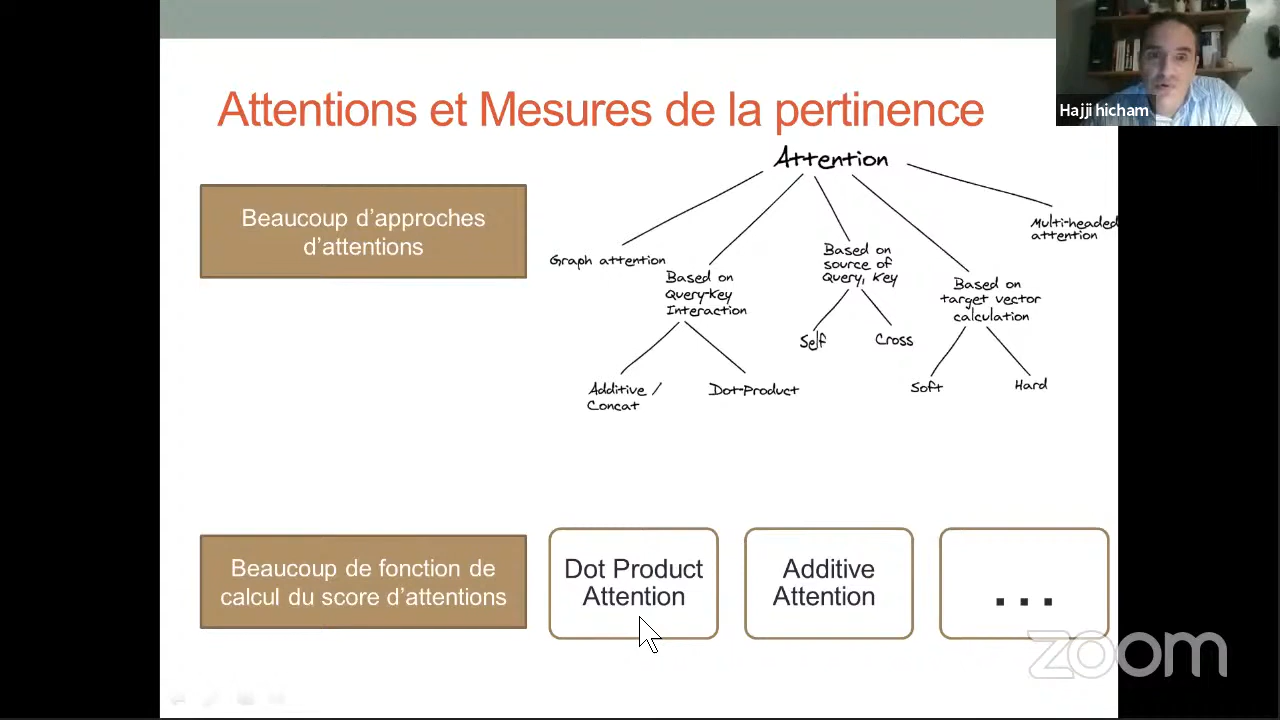 Attentions et Mesures de la pertinence
Hajji hicham
Beaucoup d'approches
d'attentions
Attention
Graph attention
Based on
Query-Key
Interaction
Additive /
Concat
Dot-Product
Based on
source of
Query, Key
Self
Cross
Based on
target vector
calculation
Soft
Hard
Multi-headed
attention
Beaucoup de fonction de
calcul du score d'attentions
Dot Product
Attention
Additive
Attention
...
zoom